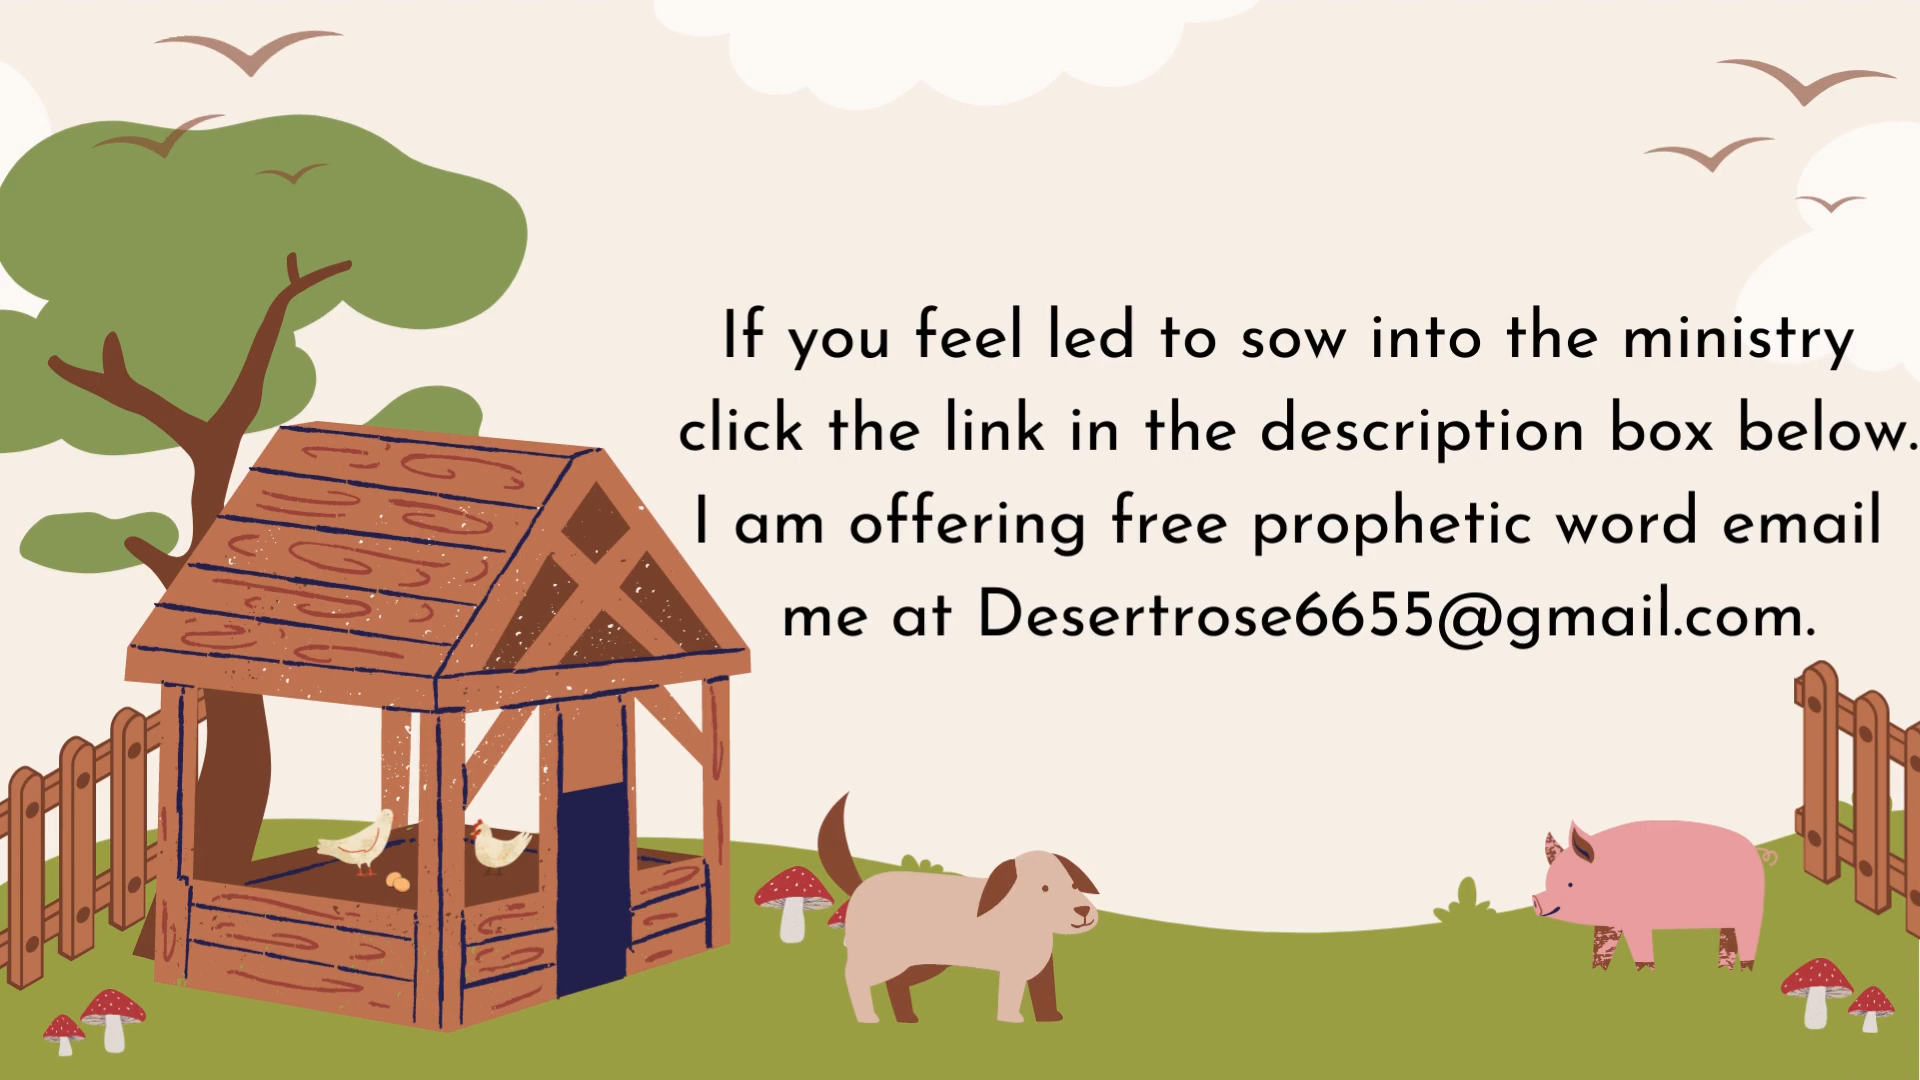 If you feel led to sow into the ministry
click the link in the description box below.
I am offering free prophetic word email
me at Desertrose6655@gmail.com.